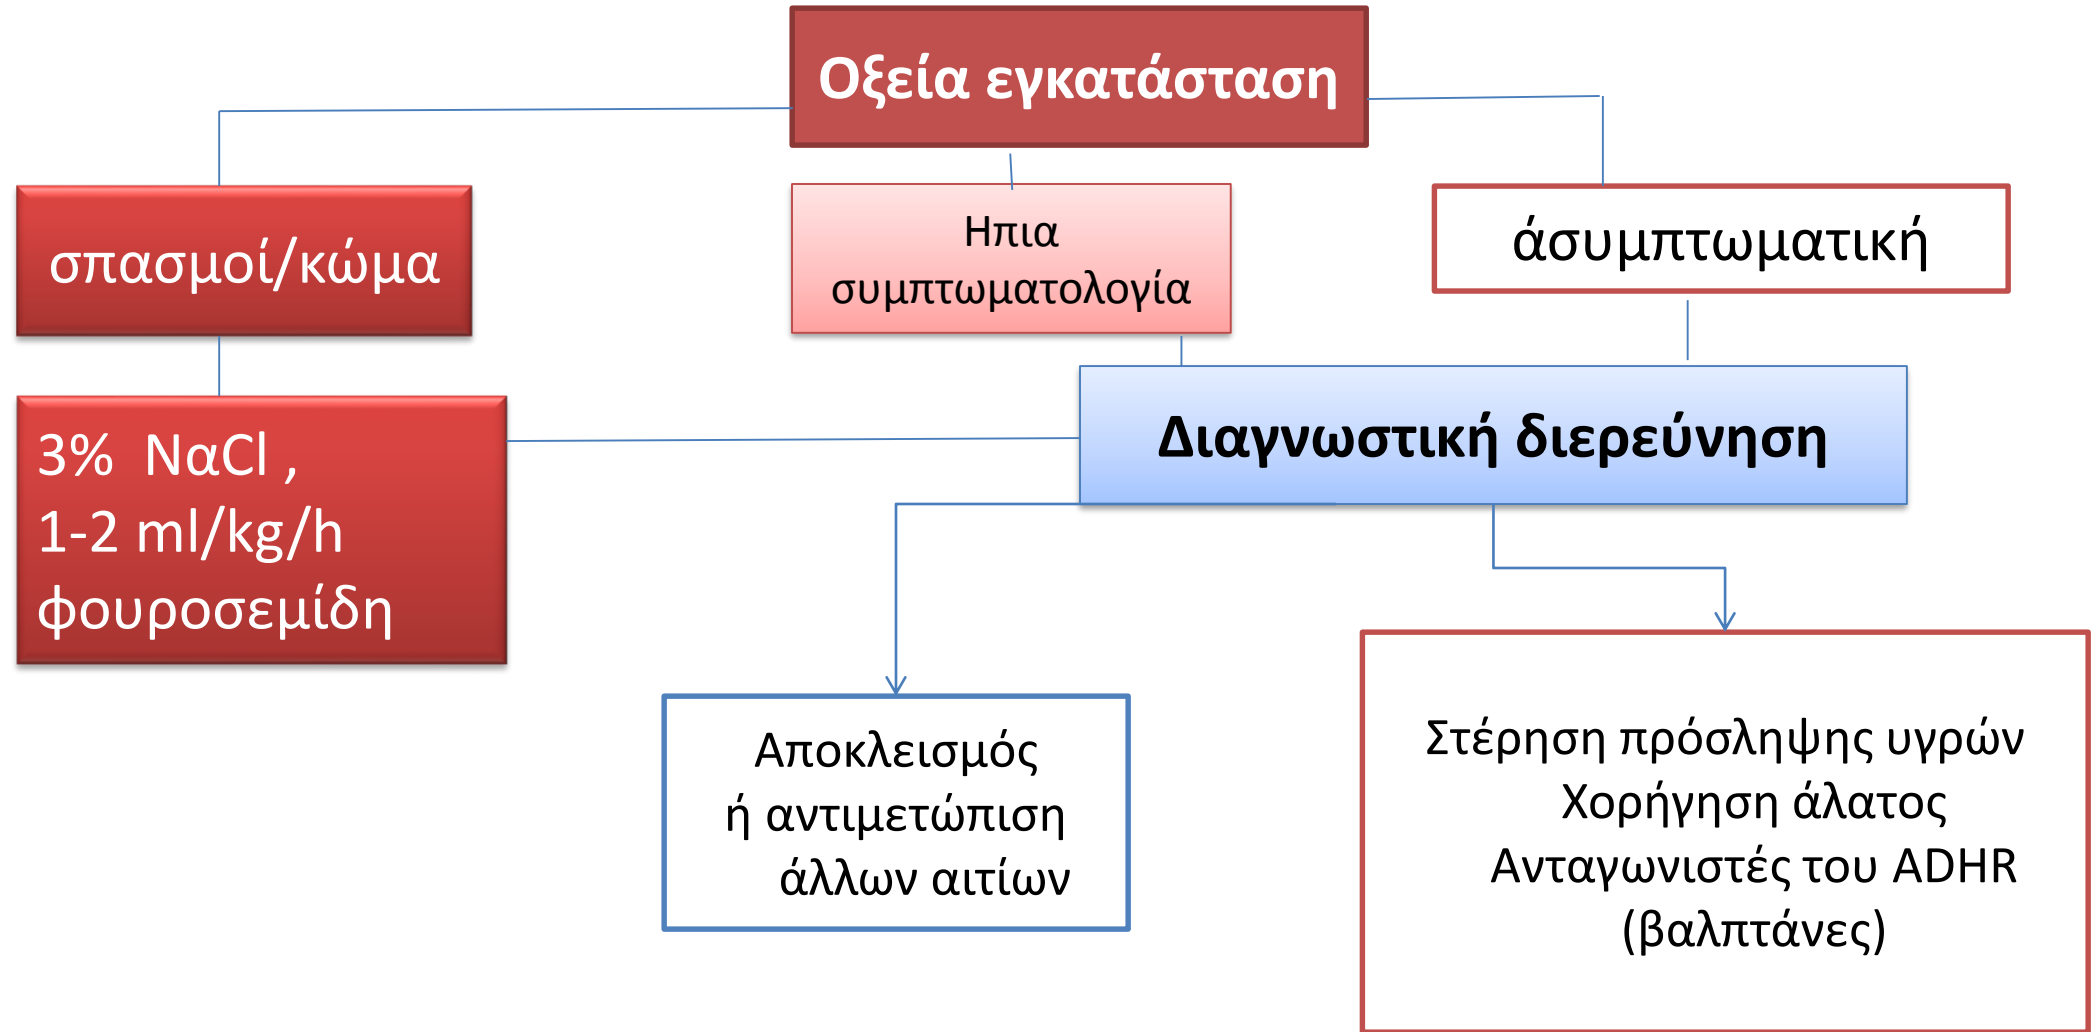 Οξεία εγκατάσταση
σπασμοί/κώμα
Ηπια
συμπτωματολογία
άσυμπτωματική
3%  NαCl ,
1-2 ml/kg/h
φουροσεμίδη
Διαγνωστική διερεύνηση
Αποκλεισμός
ή αντιμετώπιση
άλλων αιτίων
Στέρηση πρόσληψης υγρών
Χορήγηση άλατος
Ανταγωνιστές του ADHR
(βαλπτάνες)